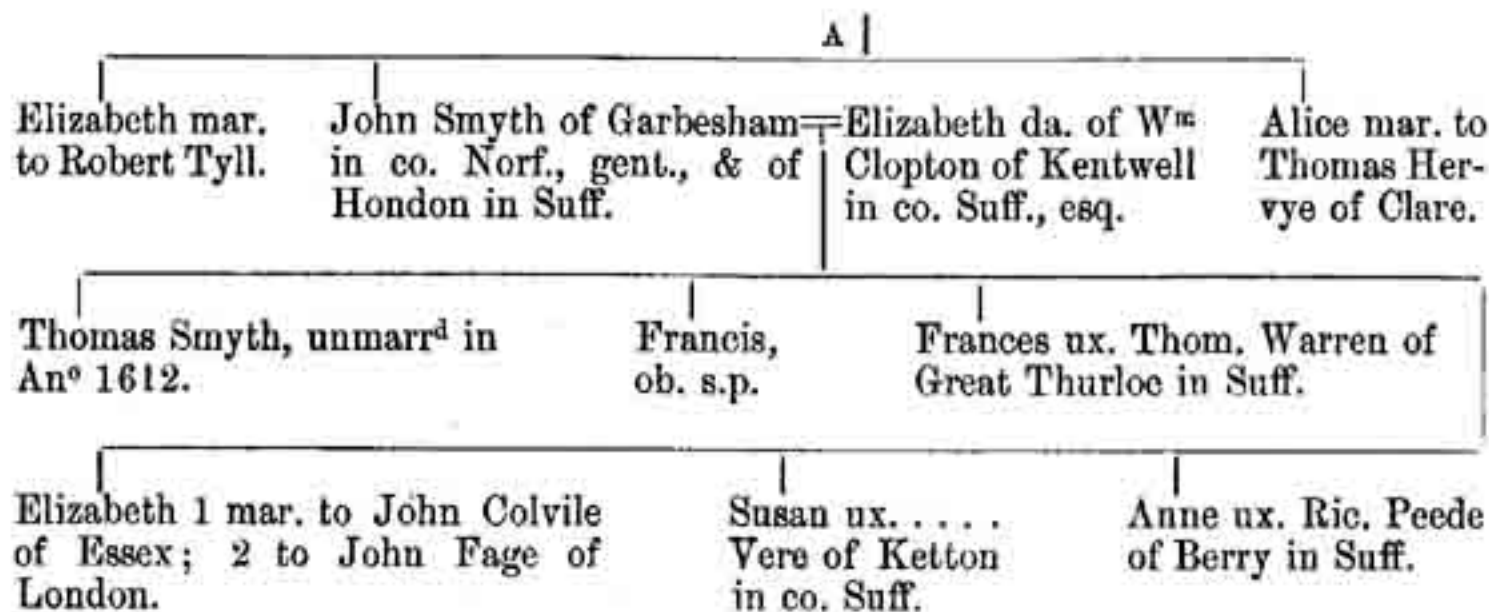 A
Elizabeth mar.
to Robert Tyll.
John Smyth of Garbesham
in co. Norf., gent., & of
Hondon in Suff.
Elizabeth da. of Wᵐ
Clopton of Kentwell
in co. Suff., esq.
Alice mar. to
Thomas Her-
vye of Clare.
Thomas Smyth, unmarrᵈ in
Anᵒ 1612.
Francis,
ob. s.p.
Frances ux. Thom. Warren of
Great Thurloe in Suff.
Elizabeth 1 mar. to John Colvile
of Essex; 2 to John Fage of
London.
Susan ux. . . . . .
Vere of Ketton
in co. Suff.
Anne ux. Ric. Peede
of Berry in Suff.